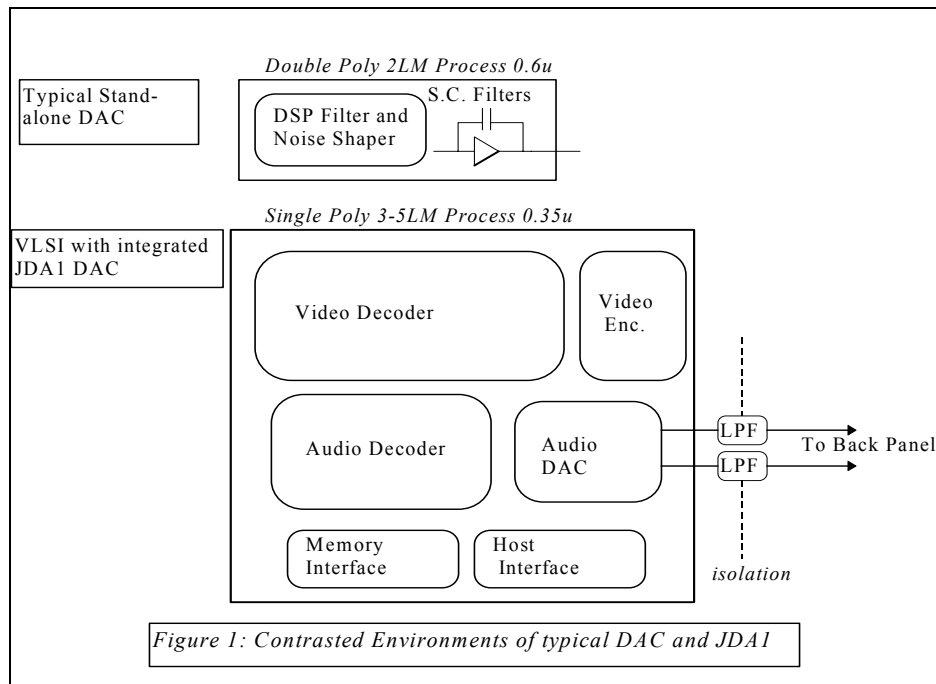 Double Poly 2LM Process 0.6u
Typical Stand-
alone DAC
S.C. Filters
DSP Filter and
Noise Shaper
Single Poly 3-5LM Process 0.35u
VLSI with integrated
JDA1 DAC
Video Decoder
Video
Enc.
Audio Decoder
Audio
DAC
LPF
LPF
To Back Panel
Memory
Interface
Host
Interface
isolation
Figure 1: Contrasted Environments of typical DAC and JDA1